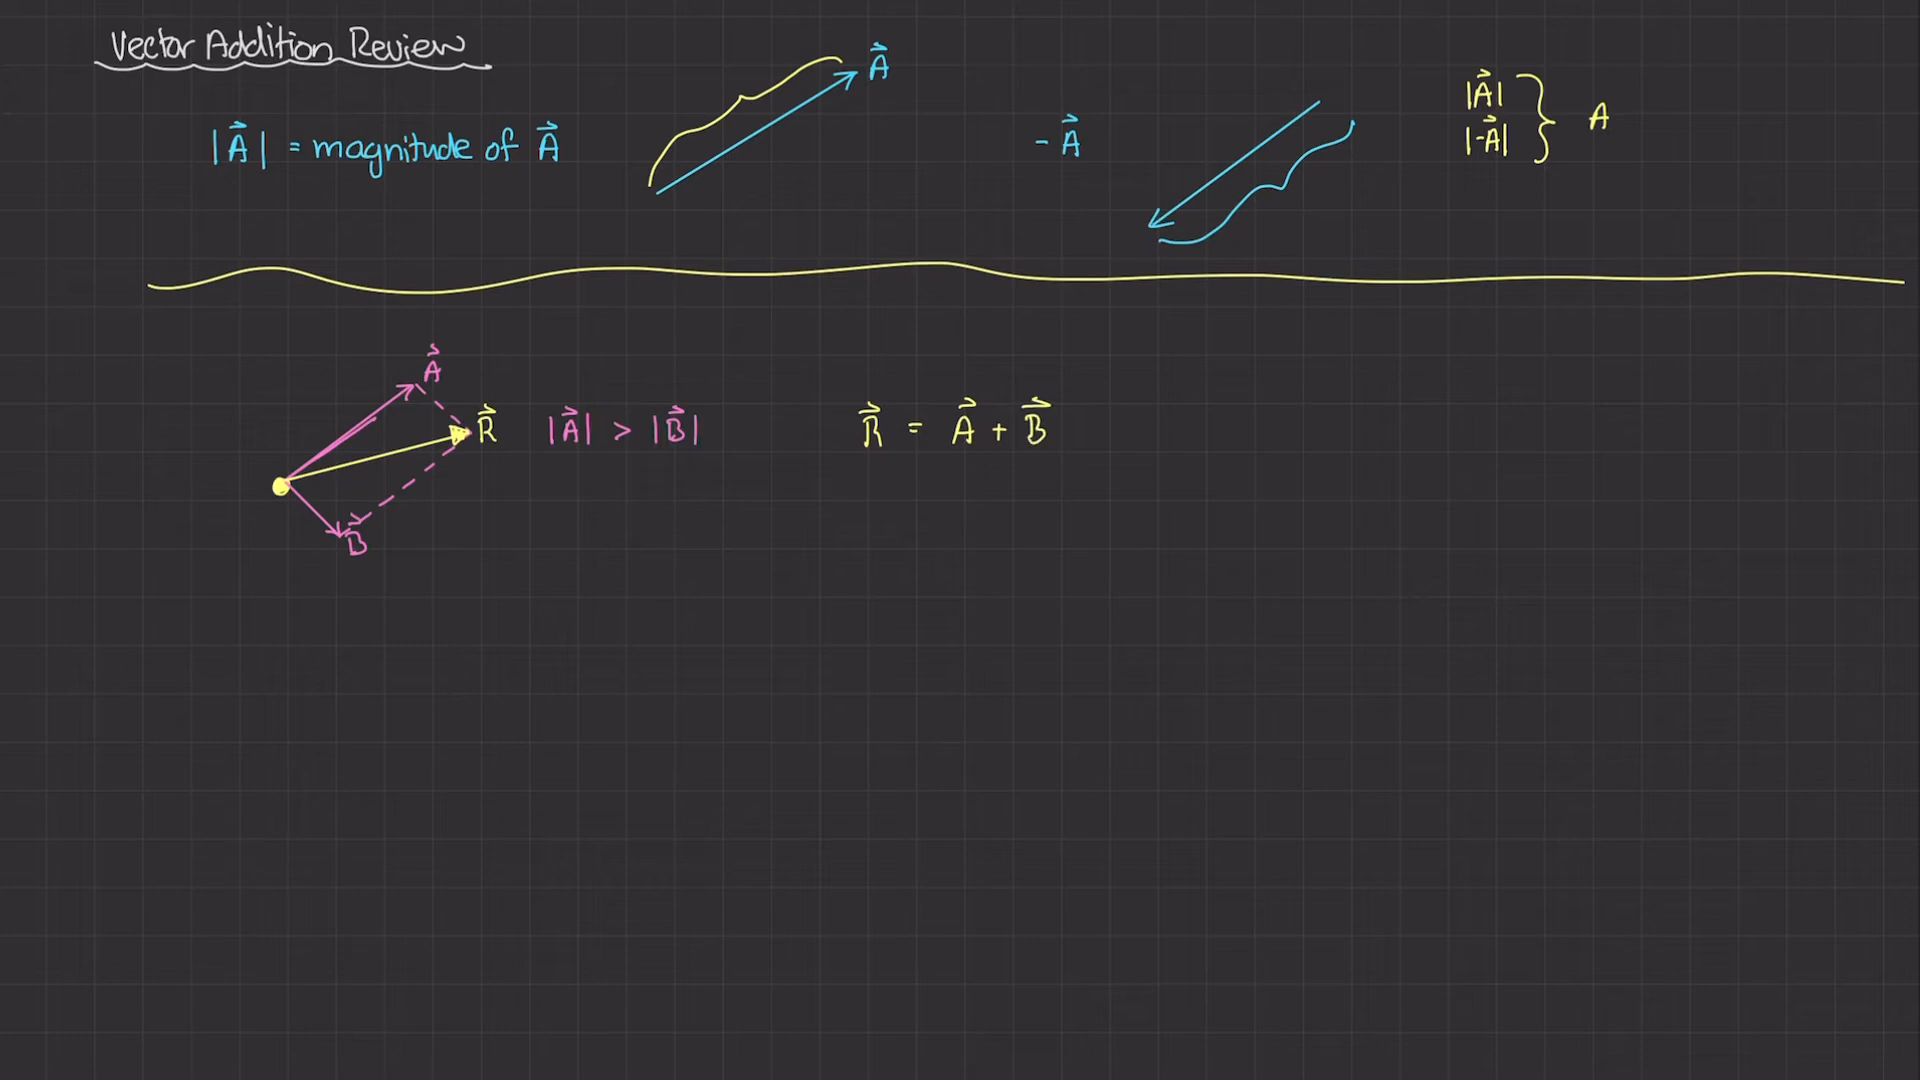 Vector Addition Review
|A⃗| = magnitude of A⃗
A⃗
-A⃗
|A⃗|
|-A⃗|
} A
A⃗
R⃗
B⃗
|A⃗| > |B⃗|
R⃗ = A⃗ + B⃗